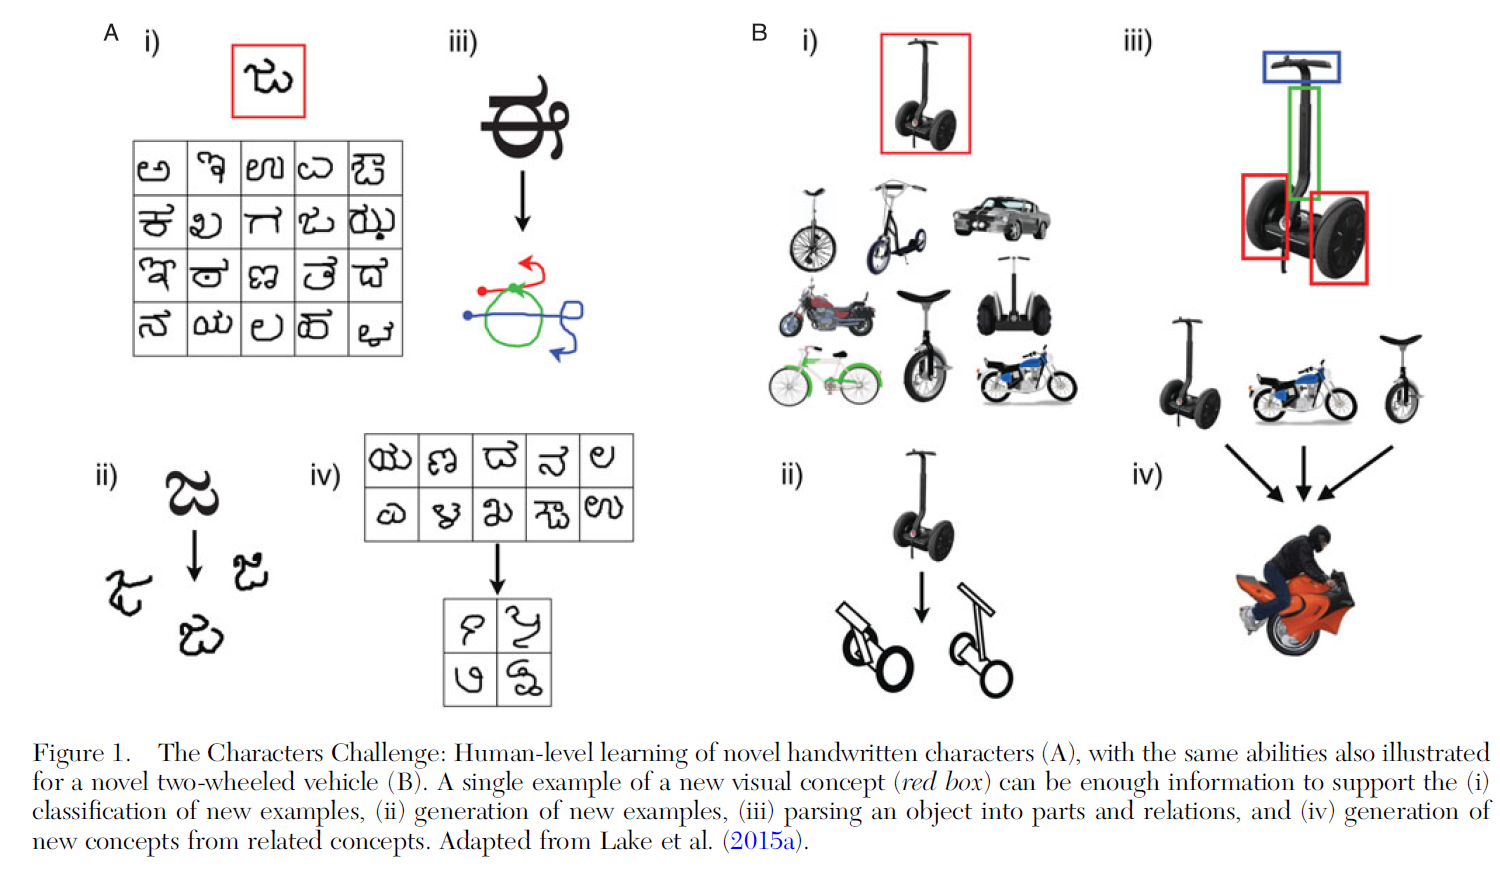 A
i)
ಜ
ಅ ಇ ಉ ಎ ಔ
ಕ ಖ ಗ ಜ ಝ
ಞ ಠ ಣ ತ ದ
ನ ಯ ಲ ಹ ಳ
iii)
ii)
ಜ
ಜ ಜ
ಜ
iv)
ಯ ಣ ದ ನ ಲ
ಎ ಳ ಖ ಔ ಉ
B
i)
iii)
ii)
iv)
Figure 1. The Characters Challenge: Human-level learning of novel handwritten characters (A), with the same abilities also illustrated
for a novel two-wheeled vehicle (B). A single example of a new visual concept (red box) can be enough information to support the (i)
classification of new examples, (ii) generation of new examples, (iii) parsing an object into parts and relations, and (iv) generation of
new concepts from related concepts. Adapted from Lake et al. (2015a).